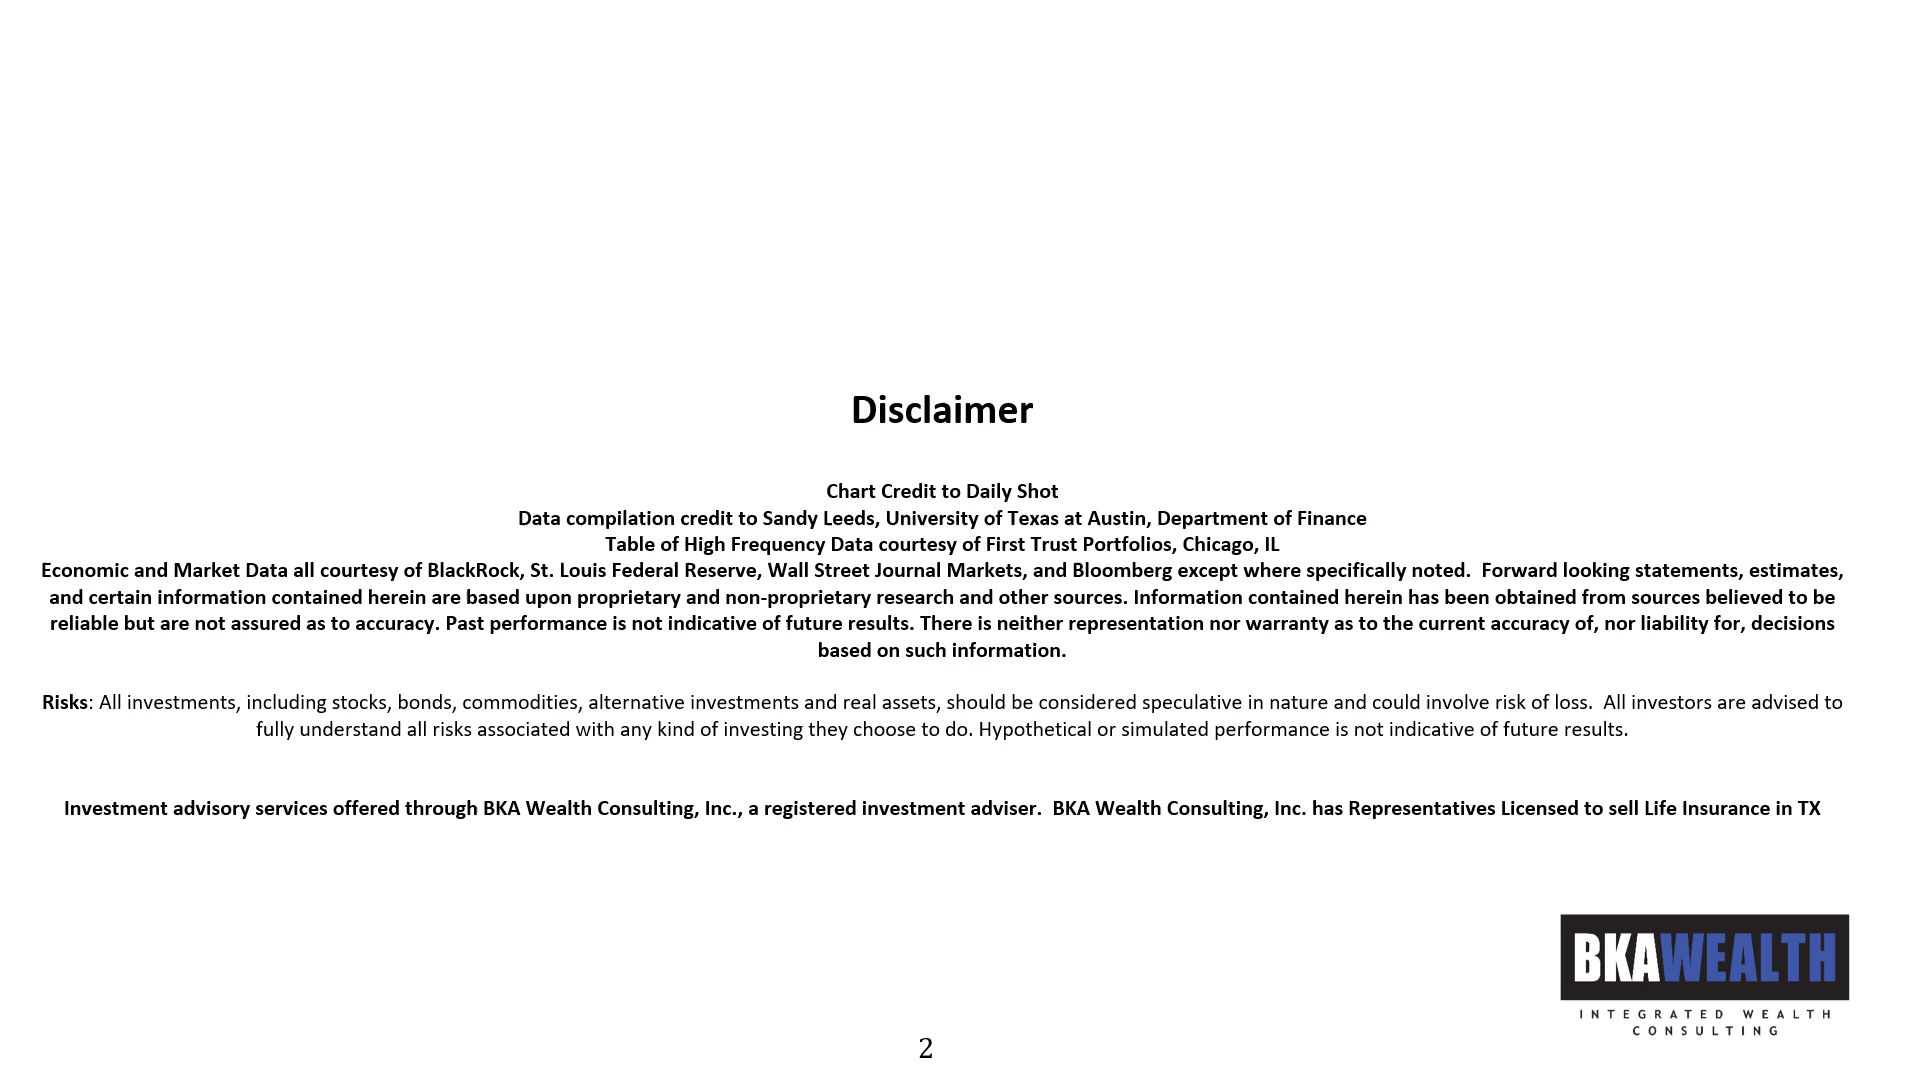 Disclaimer
Chart Credit to Daily Shot
Data compilation credit to Sandy Leeds, University of Texas at Austin, Department of Finance
Table of High Frequency Data courtesy of First Trust Portfolios, Chicago, IL
Economic and Market Data all courtesy of BlackRock, St. Louis Federal Reserve, Wall Street Journal Markets, and Bloomberg except where specifically noted.  Forward looking statements, estimates,
and certain information contained herein are based upon proprietary and non-proprietary research and other sources. Information contained herein has been obtained from sources believed to be
reliable but are not assured as to accuracy. Past performance is not indicative of future results. There is neither representation nor warranty as to the current accuracy of, nor liability for, decisions
based on such information.
Risks: All investments, including stocks, bonds, commodities, alternative investments and real assets, should be considered speculative in nature and could involve risk of loss.  All investors are advised to
fully understand all risks associated with any kind of investing they choose to do. Hypothetical or simulated performance is not indicative of future results.
Investment advisory services offered through BKA Wealth Consulting, Inc., a registered investment adviser.  BKA Wealth Consulting, Inc. has Representatives Licensed to sell Life Insurance in TX
BKAWEALTH
INTEGRATED WEALTH
CONSULTING
2